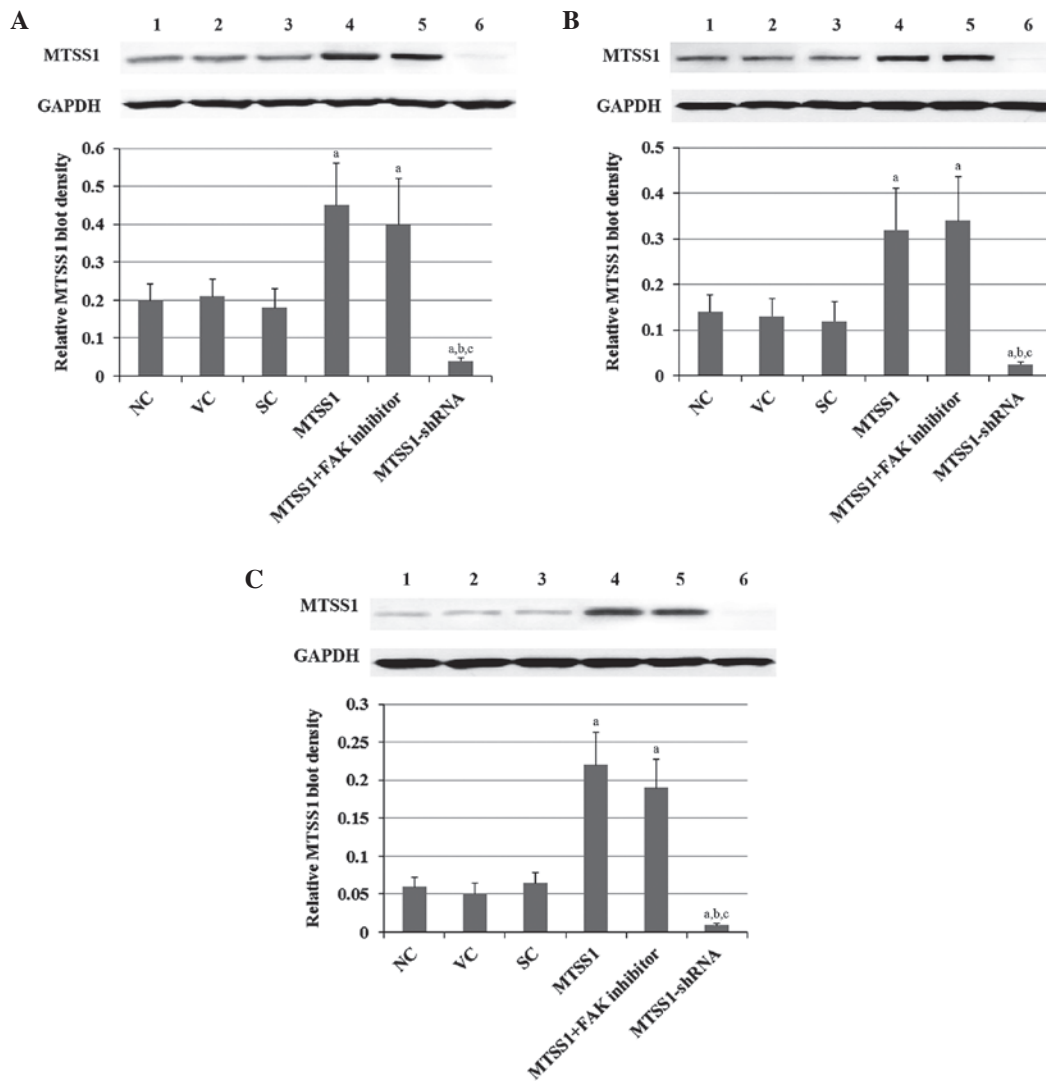 A
1 2 3 4 5 6
MTSS1
GAPDH
Relative MTSS1 blot density
0.6
0.5
0.4
0.3
0.2
0.1
0
a
a
a,b,c
NC
VC
SC
MTSS1
MTSS1+FAK inhibitor
MTSS1-shRNA
B
1 2 3 4 5 6
MTSS1
GAPDH
Relative MTSS1 blot density
0.5
0.4
0.3
0.2
0.1
0
a
a
a,b,c
NC
VC
SC
MTSS1
MTSS1+FAK inhibitor
MTSS1-shRNA
C
1 2 3 4 5 6
MTSS1
GAPDH
Relative MTSS1 blot density
0.3
0.25
0.2
0.15
0.1
0.05
0
a
a
a,b,c
NC
VC
SC
MTSS1
MTSS1+FAK inhibitor
MTSS1-shRNA